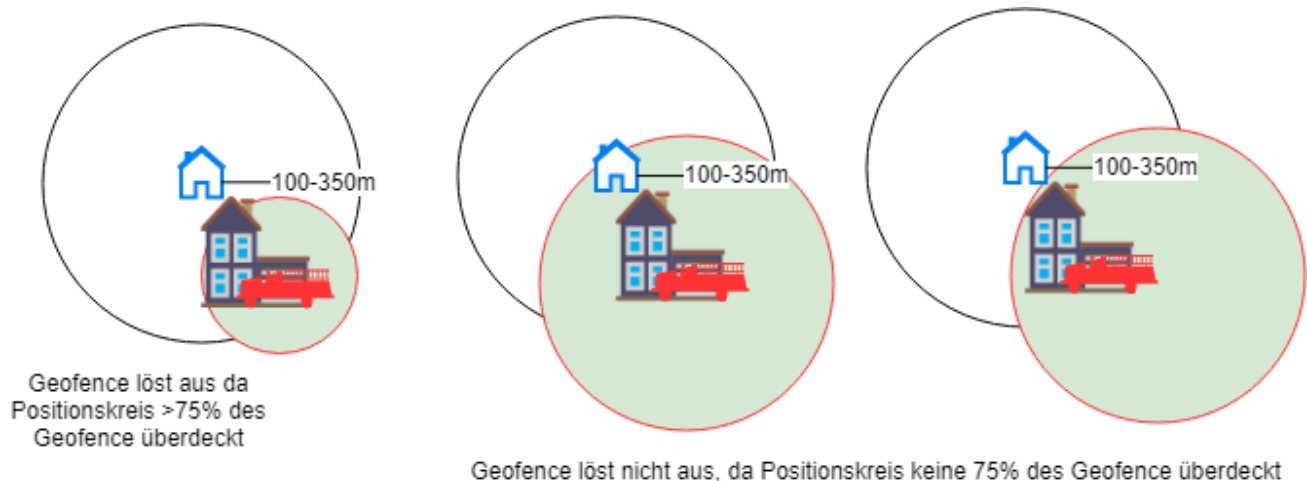 100-350m
100-350m
100-350m
Geofence löst aus da
Positionskreis >75% des
Geofence überdeckt
Geofence löst nicht aus, da Positionskreis keine 75% des Geofence überdeckt